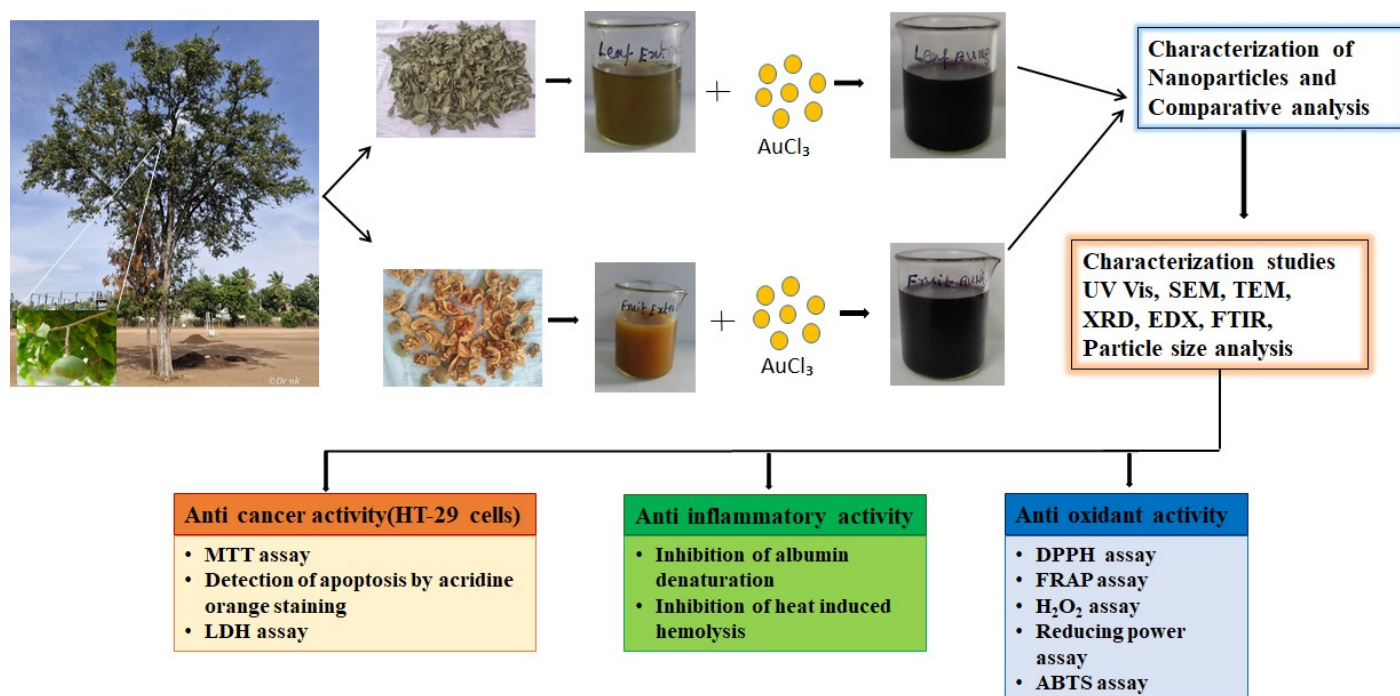 Leaf Extra
AuCl₃
Leaf AuNP
Characterization of
Nanoparticles and
Comparative analysis
©Dr nk
Fruit Extract
AuCl₃
Fruit AuNP
Characterization studies
UV Vis, SEM, TEM,
XRD, EDX, FTIR,
Particle size analysis
Anti cancer activity(HT-29 cells)
• MTT assay
• Detection of apoptosis by acridine
orange staining
• LDH assay
Anti inflammatory activity
• Inhibition of albumin
denaturation
• Inhibition of heat induced
hemolysis
Anti oxidant activity
• DPPH assay
• FRAP assay
• H₂O₂ assay
• Reducing power
assay
• ABTS assay